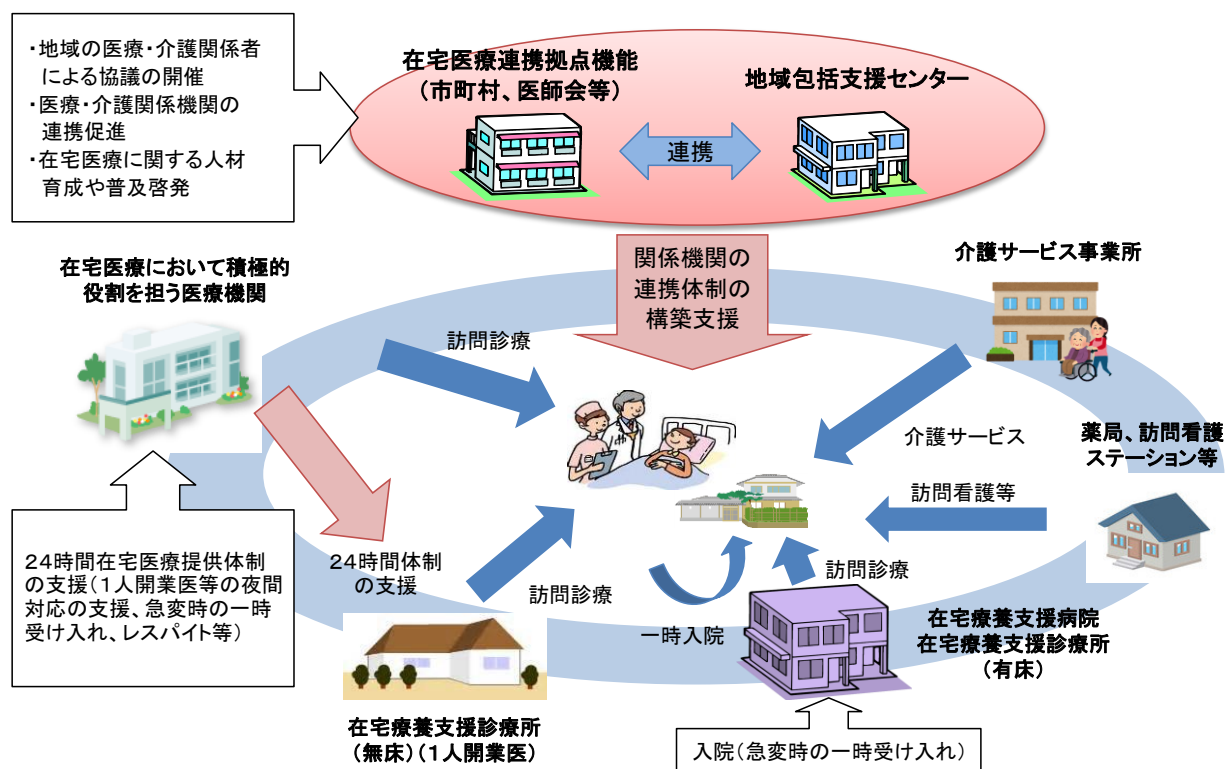 ・地域の医療・介護関係者
による協議の開催
・医療・介護関係機関の
連携促進
・在宅医療に関する人材
育成や普及啓発
在宅医療連携拠点機能
(市町村、医師会等)
地域包括支援センター
連携
関係機関の
連携体制の
構築支援
在宅医療において積極的
役割を担う医療機関
介護サービス事業所
訪問診療
介護サービス
薬局、訪問看護
ステーション等
訪問看護等
24時間在宅医療提供体制
の支援(1人開業医等の夜間
対応の支援、急変時の一時
受け入れ、レスパイト等)
24時間体制
の支援
訪問診療
訪問診療
一時入院
在宅療養支援病院
在宅療養支援診療所
(有床)
在宅療養支援診療所
(無床)(1人開業医)
入院(急変時の一時受け入れ)